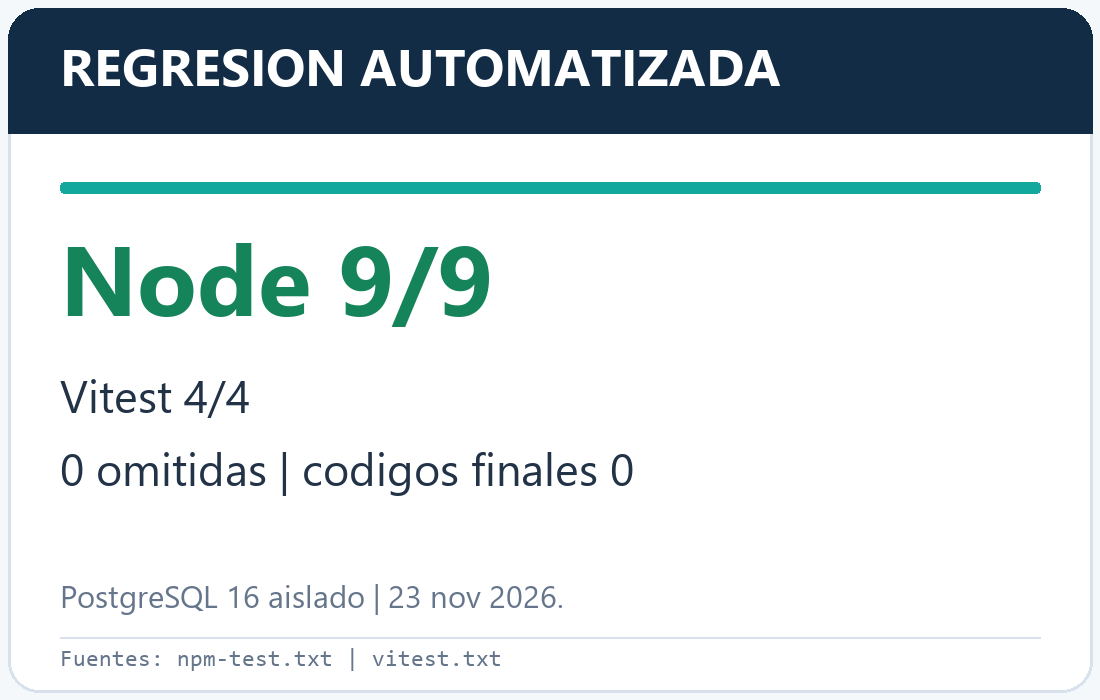 REGRESION AUTOMATIZADA
Node 9/9
Vitest 4/4
0 omitidas | codigos finales 0
PostgreSQL 16 aislado | 23 nov 2026.
Fuentes: npm-test.txt | vitest.txt